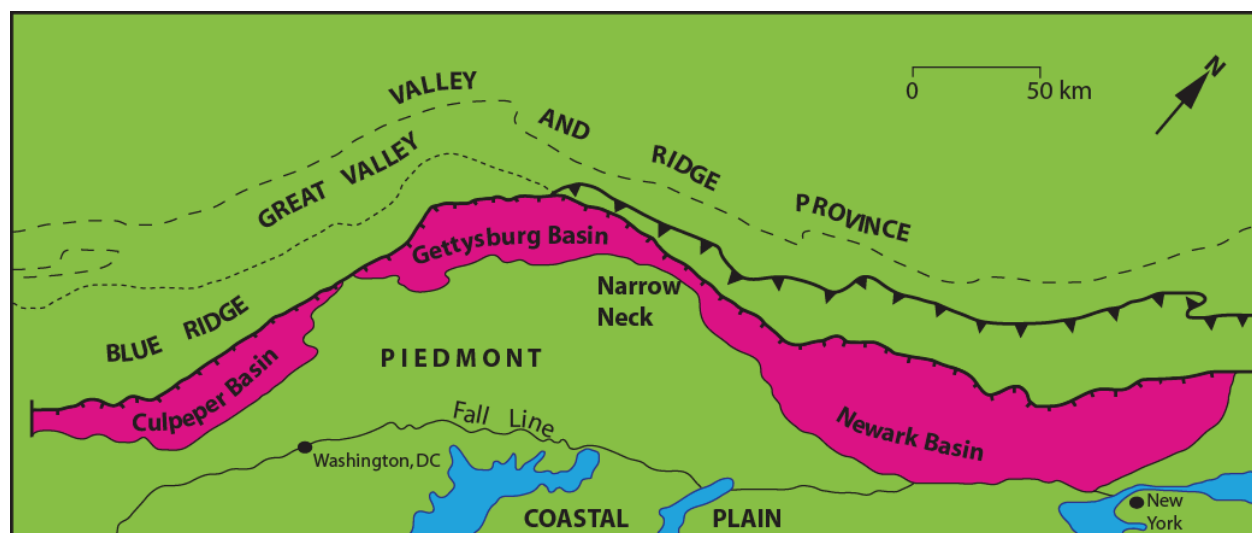 VALLEY AND RIDGE PROVINCE
0 50 km
N
GREAT VALLEY
Gettysburg Basin
Narrow
Neck
BLUE RIDGE
PIEDMONT
Culpeper Basin
Fall Line
Newark Basin
Washington, DC
COASTAL PLAIN
New
York